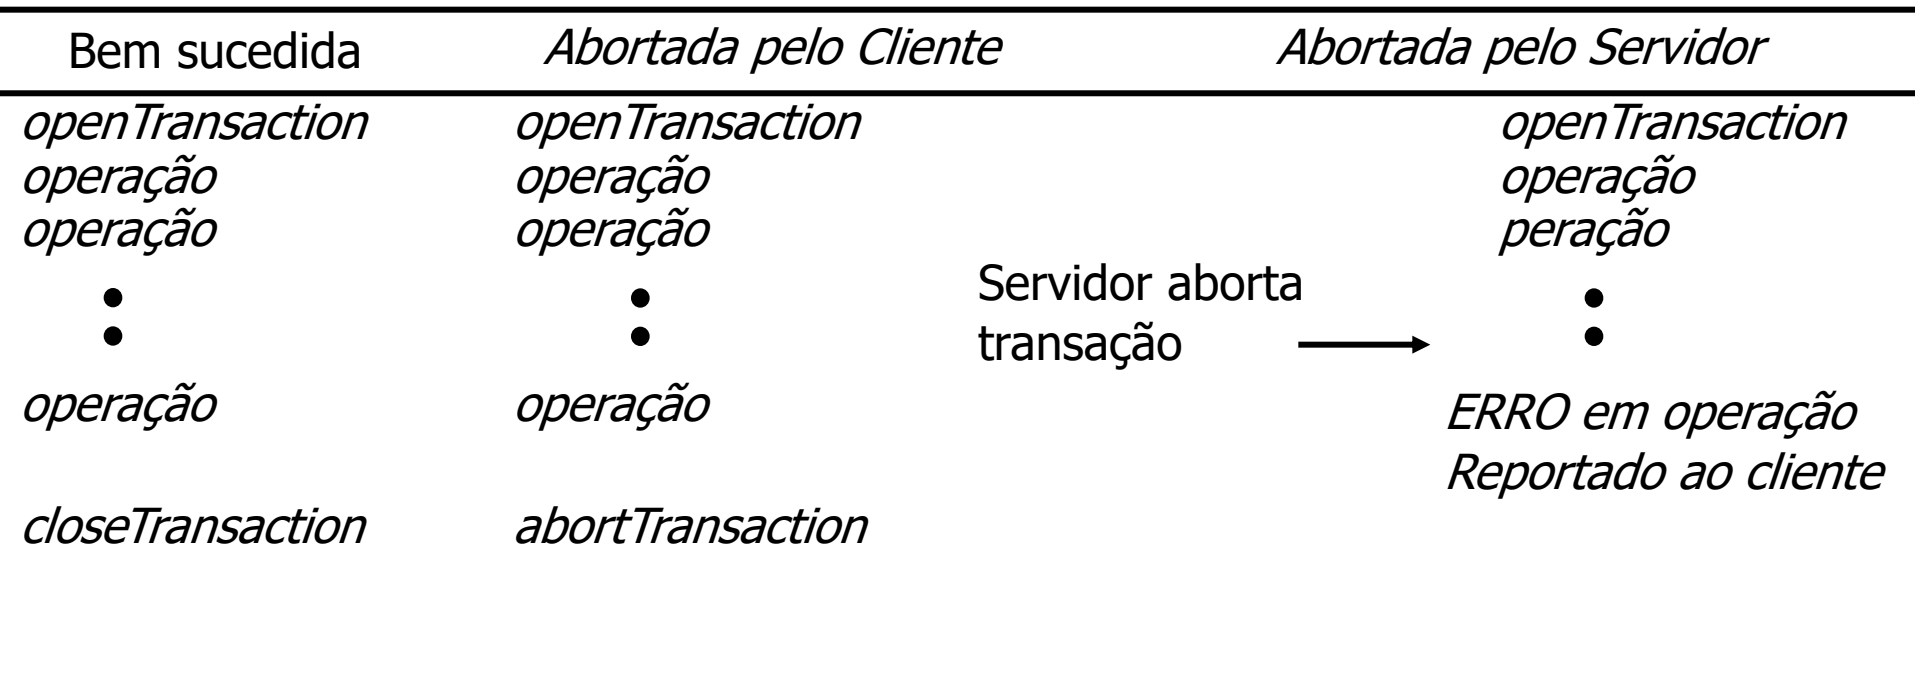 Bem sucedida
Abortada pelo Cliente
Abortada pelo Servidor
openTransaction
openTransaction
openTransaction
operação
operação
operação
operação
operação
peração
Servidor aborta
transação
operação
operação
ERRO em operação
Reportado ao cliente
closeTransaction
abortTransaction